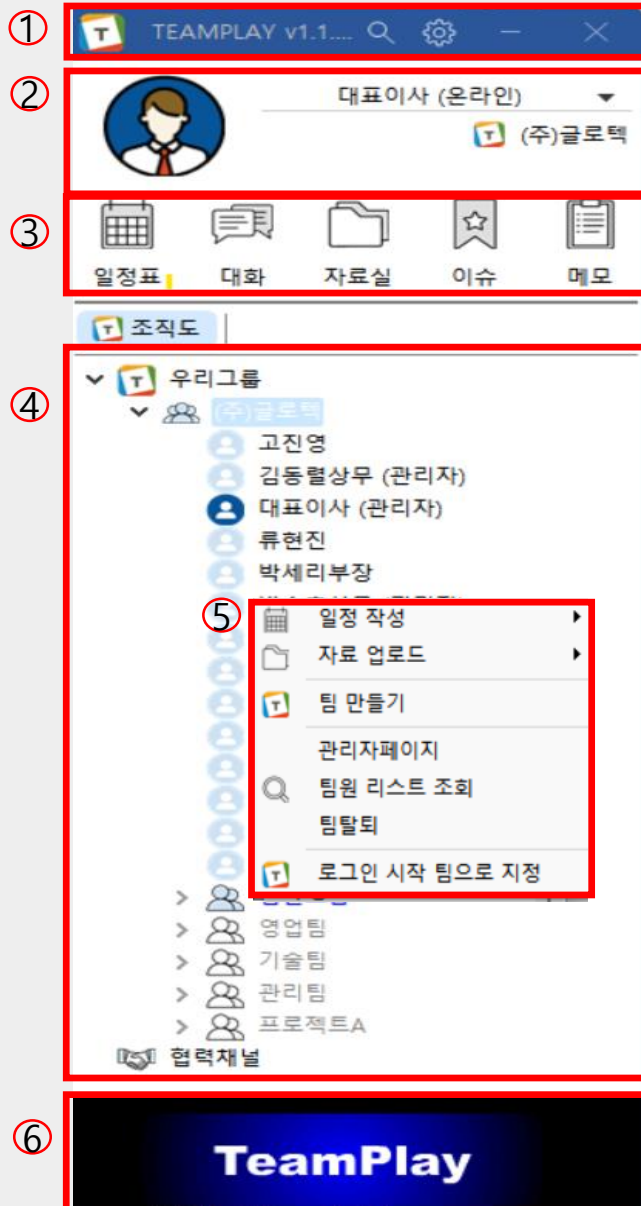 ① TEAMPLAY v1.1....
② 대표이사 (온라인)
(주)글로텍
③
일정표 대화 자료실 이슈 메모
조직도
④
우리그룹
(주)글로텍
고진영
김동렬상무 (관리자)
대표이사 (관리자)
류현진
박세리부장
⑤ 일정 작성
자료 업로드
팀 만들기
관리자페이지
팀원 리스트 조회
팀탈퇴
로그인 시작 팀으로 지정
영업팀
기술팀
관리팀
프로젝트A
협력채널
⑥ TeamPlay